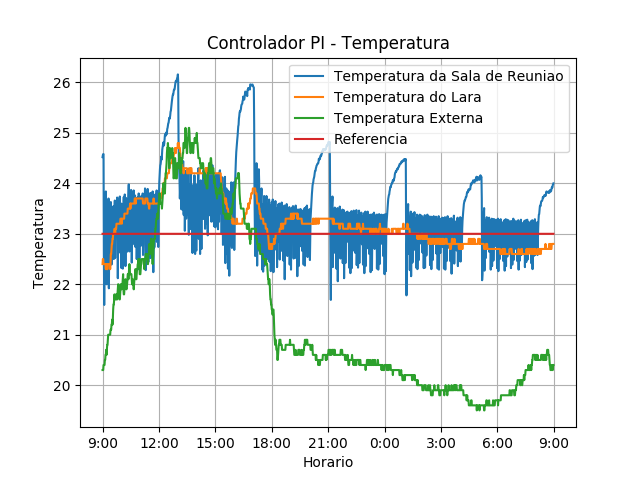 Controlador PI - Temperatura
Temperatura da Sala de Reuniao
Temperatura do Lara
Temperatura Externa
Referencia
Temperatura
26
25
24
23
22
21
20
9:00 12:00 15:00 18:00 21:00 0:00 3:00 6:00 9:00
Horario